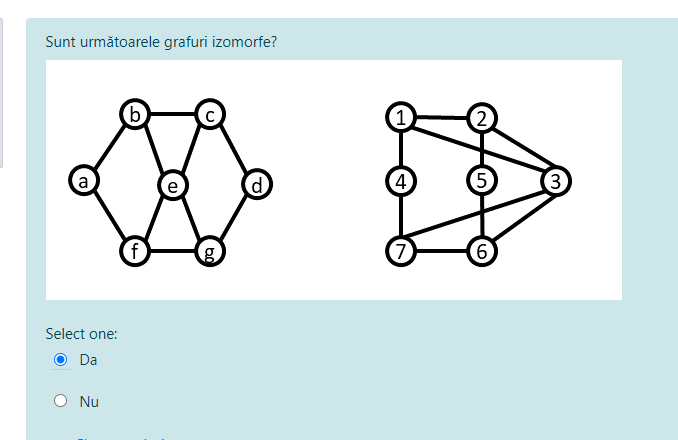 Sunt următoarele grafuri izomorfe?
b c 1 2
a e d 4 5 3
f g 7 6
Select one:
Da
Nu